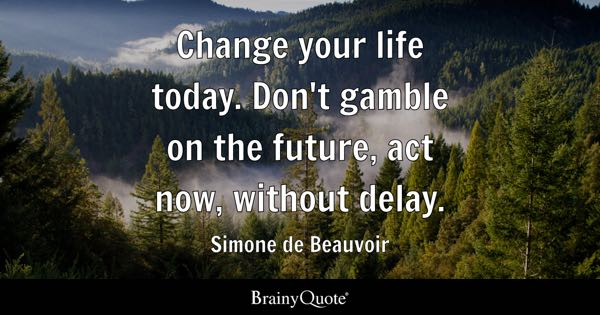 Change your life
today. Don't gamble
on the future, act
now, without delay.
Simone de Beauvoir
BrainyQuote®